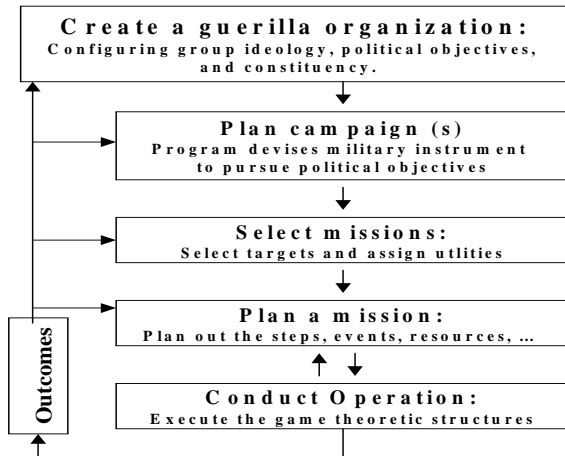 Create a guerilla organization:
Configuring group ideology, political objectives,
and constituency.
Plan campaign (s)
Program devises military instrument
to pursue political objectives
Select missions:
Select targets and assign utlities
Plan a mission:
Plan out the steps, events, resources, ...
Conduct Operation:
Execute the game theoretic structures
Outcomes